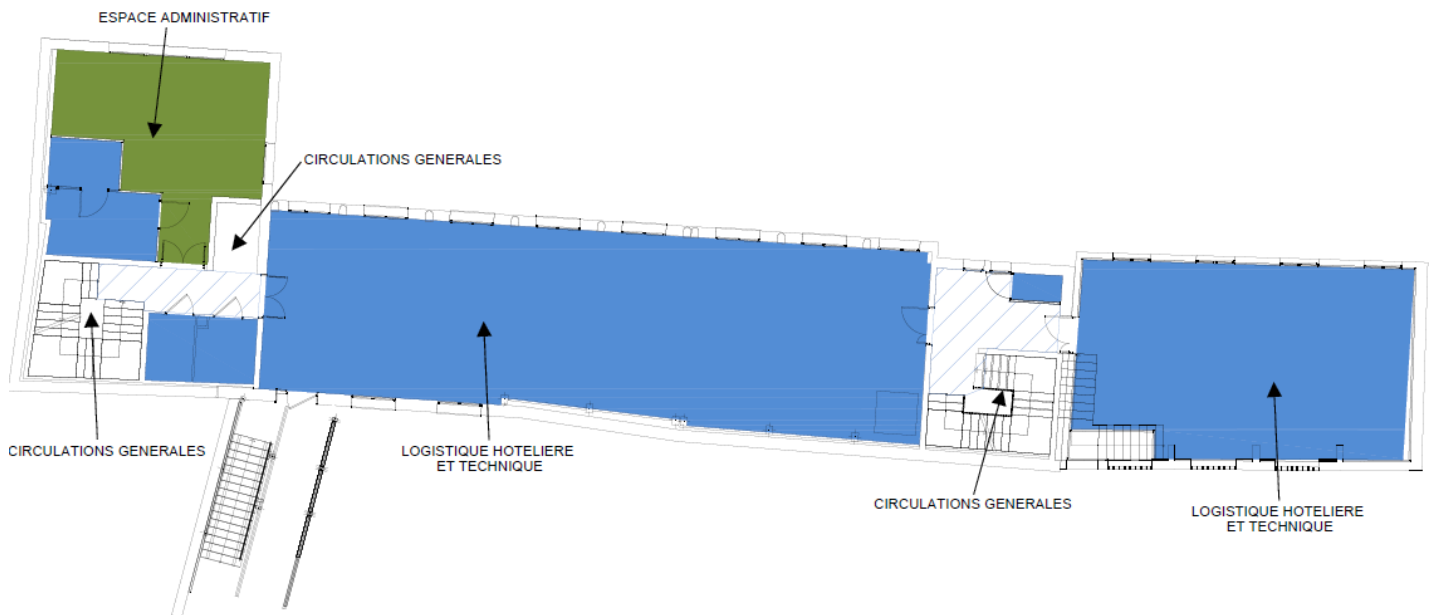 ESPACE ADMINISTRATIF
CIRCULATIONS GENERALES
CIRCULATIONS GENERALES
LOGISTIQUE HOTELIERE
ET TECHNIQUE
CIRCULATIONS GENERALES
LOGISTIQUE HOTELIERE
ET TECHNIQUE